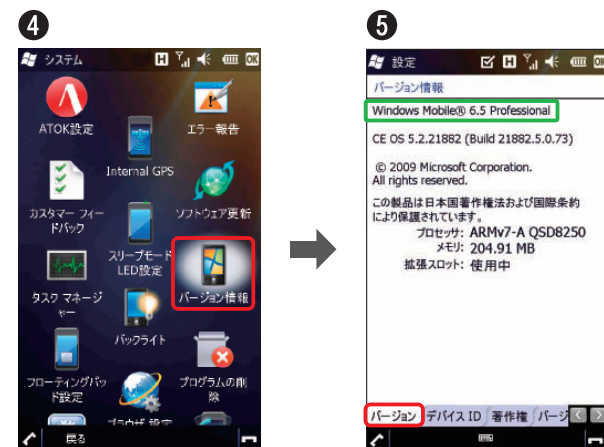 ❹
システム
H
OK
ATOK設定
エラー報告
Internal GPS
カスタマー フィー
ドバック
ソフトウェア更新
スリープモード
LED設定
タスク マネージ
ャー
バージョン情報
バックライト
フローティングパッ
ド設定
プログラムの削
除
ブラウザ設定
戻る
❺
設定
H
OK
バージョン情報
Windows Mobile® 6.5 Professional
CE OS 5.2.21882 (Build 21882.5.0.73)
© 2009 Microsoft Corporation.
All rights reserved.
この製品は日本国著作権法および国際条約
により保護されています。
プロセッサ: ARMv7-A QSD8250
メモリ: 204.91 MB
拡張スロット: 使用中
バージョン デバイス ID 著作権 バージ